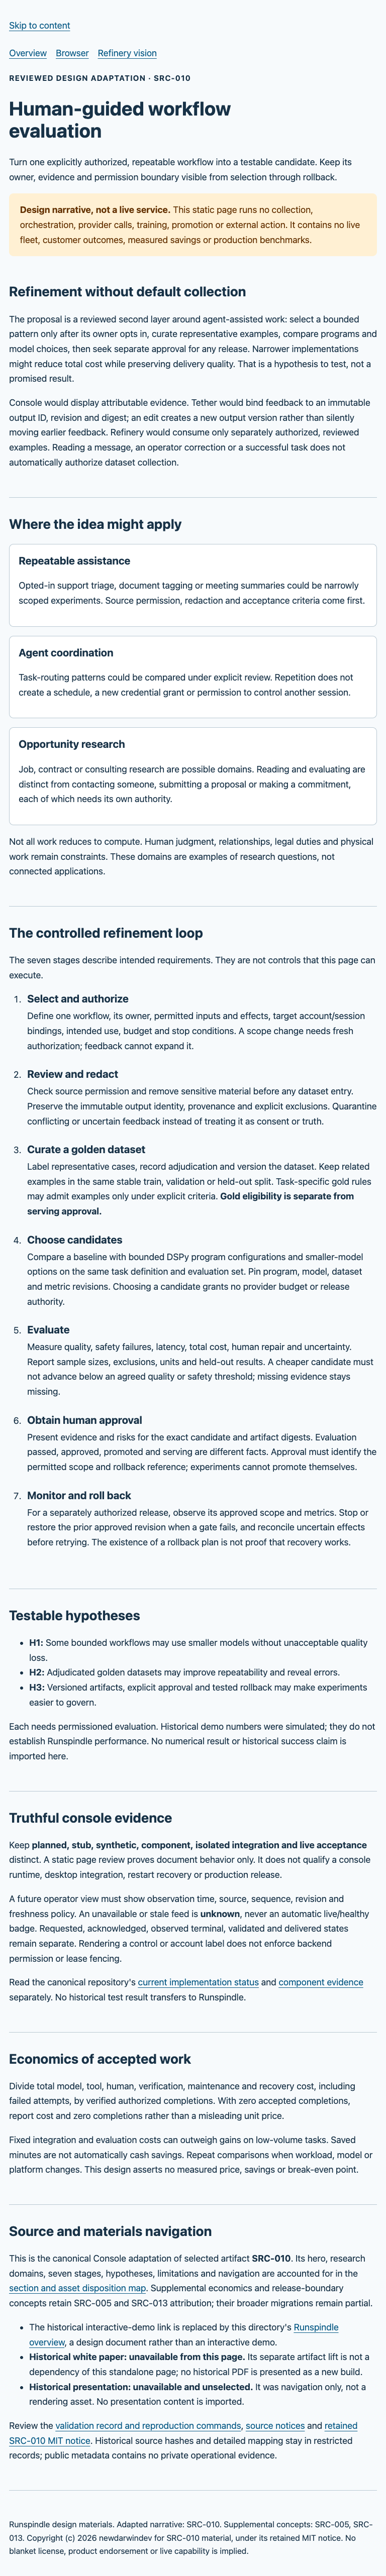 Skip to content
Overview Browser Refinery vision
REVIEWED DESIGN ADAPTATION · SRC-010
Human-guided workflow
evaluation
Turn one explicitly authorized, repeatable workflow into a testable candidate. Keep its
owner, evidence and permission boundary visible from selection through rollback.
Design narrative, not a live service. This static page runs no collection,
orchestration, provider calls, training, promotion or external action. It contains no live
fleet, customer outcomes, measured savings or production benchmarks.
Refinement without default collection
The proposal is a reviewed second layer around agent-assisted work: select a bounded
pattern only after its owner opts in, curate representative examples, compare programs and
model choices, then seek separate approval for any release. Narrower implementations
might reduce total cost while preserving delivery quality. That is a hypothesis to test, not a
promised result.
Console would display attributable evidence. Tether would bind feedback to an immutable
output ID, revision and digest; an edit creates a new output version rather than silently
moving earlier feedback. Refinery would consume only separately authorized, reviewed
examples. Reading a message, an operator correction or a successful task does not
automatically authorize dataset collection.
Where the idea might apply
Repeatable assistance
Opted-in support triage, document tagging or meeting summaries could be narrowly
scoped experiments. Source permission, redaction and acceptance criteria come first.
Agent coordination
Task-routing patterns could be compared under explicit review. Repetition does not
create a schedule, a new credential grant or permission to control another session.
Opportunity research
Job, contract or consulting research are possible domains. Reading and evaluating are
distinct from contacting someone, submitting a proposal or making a commitment,
each of which needs its own authority.
Not all work reduces to compute. Human judgment, relationships, legal duties and physical
work remain constraints. These domains are examples of research questions, not
connected applications.
The controlled refinement loop
The seven stages describe intended requirements. They are not controls that this page can
execute.
1. Select and authorize
Define one workflow, its owner, permitted inputs and effects, target account/session
bindings, intended use, budget and stop conditions. A scope change needs fresh
authorization; feedback cannot expand it.
2. Review and redact
Check source permission and remove sensitive material before any dataset entry.
Preserve the immutable output identity, provenance and explicit exclusions. Quarantine
conflicting or uncertain feedback instead of treating it as consent or truth.
3. Curate a golden dataset
Label representative cases, record adjudication and version the dataset. Keep related
examples in the same stable train, validation or held-out split. Task-specific gold rules
may admit examples only under explicit criteria. Gold eligibility is separate from
serving approval.
4. Choose candidates
Compare a baseline with bounded DSPy program configurations and smaller-model
options on the same task definition and evaluation set. Pin program, model, dataset
and metric revisions. Choosing a candidate grants no provider budget or release
authority.
5. Evaluate
Measure quality, safety failures, latency, total cost, human repair and uncertainty.
Report sample sizes, exclusions, units and held-out results. A cheaper candidate must
not advance below an agreed quality or safety threshold; missing evidence stays
missing.
6. Obtain human approval
Present evidence and risks for the exact candidate and artifact digests. Evaluation
passed, approved, promoted and serving are different facts. Approval must identify the
permitted scope and rollback reference; experiments cannot promote themselves.
7. Monitor and roll back
For a separately authorized release, observe its approved scope and metrics. Stop or
restore the prior approved revision when a gate fails, and reconcile uncertain effects
before retrying. The existence of a rollback plan is not proof that recovery works.
Testable hypotheses
• H1: Some bounded workflows may use smaller models without unacceptable quality
loss.
• H2: Adjudicated golden datasets may improve repeatability and reveal errors.
• H3: Versioned artifacts, explicit approval and tested rollback may make experiments
easier to govern.
Each needs permissioned evaluation. Historical demo numbers were simulated; they do not
establish Runspindle performance. No numerical result or historical success claim is
imported here.
Truthful console evidence
Keep planned, stub, synthetic, component, isolated integration and live acceptance
distinct. A static page review proves document behavior only. It does not qualify a console
runtime, desktop integration, restart recovery or production release.
A future operator view must show observation time, source, sequence, revision and
freshness policy. An unavailable or stale feed is unknown, never an automatic live/healthy
badge. Requested, acknowledged, observed terminal, validated and delivered states
remain separate. Rendering a control or account label does not enforce backend
permission or lease fencing.
Read the canonical repository's current implementation status and component evidence
separately. No historical test result transfers to Runspindle.
Economics of accepted work
Divide total model, tool, human, verification, maintenance and recovery cost, including
failed attempts, by verified authorized completions. With zero accepted completions,
report cost and zero completions rather than a misleading unit price.
Fixed integration and evaluation costs can outweigh gains on low-volume tasks. Saved
minutes are not automatically cash savings. Repeat comparisons when workload, model or
platform changes. This design asserts no measured price, savings or break-even point.
Source and materials navigation
This is the canonical Console adaptation of selected artifact SRC-010. Its hero, research
domains, seven stages, hypotheses, limitations and navigation are accounted for in the
section and asset disposition map. Supplemental economics and release-boundary
concepts retain SRC-005 and SRC-013 attribution; their broader migrations remain partial.
• The historical interactive-demo link is replaced by this directory's Runspindle
overview, a design document rather than an interactive demo.
• Historical white paper: unavailable from this page. Its separate artifact lift is not a
dependency of this standalone page; no historical PDF is presented as a new build.
• Historical presentation: unavailable and unselected. It was navigation only, not a
rendering asset. No presentation content is imported.
Review the validation record and reproduction commands, source notices and retained
SRC-010 MIT notice. Historical source hashes and detailed mapping stay in restricted
records; public metadata contains no private operational evidence.
Runspindle design materials. Adapted narrative: SRC-010. Supplemental concepts: SRC-005, SRC-
013. Copyright (c) 2026 newdarwindev for SRC-010 material, under its retained MIT notice. No
blanket license, product endorsement or live capability is implied.